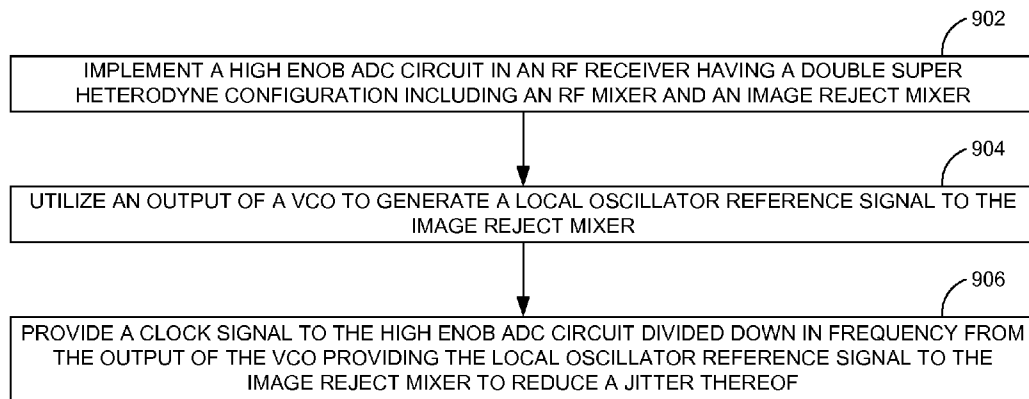 902
IMPLEMENT A HIGH ENOB ADC CIRCUIT IN AN RF RECEIVER HAVING A DOUBLE SUPER
HETERODYNE CONFIGURATION INCLUDING AN RF MIXER AND AN IMAGE REJECT MIXER
904
UTILIZE AN OUTPUT OF A VCO TO GENERATE A LOCAL OSCILLATOR REFERENCE SIGNAL TO THE
IMAGE REJECT MIXER
906
PROVIDE A CLOCK SIGNAL TO THE HIGH ENOB ADC CIRCUIT DIVIDED DOWN IN FREQUENCY FROM
THE OUTPUT OF THE VCO PROVIDING THE LOCAL OSCILLATOR REFERENCE SIGNAL TO THE
IMAGE REJECT MIXER TO REDUCE A JITTER THEREOF